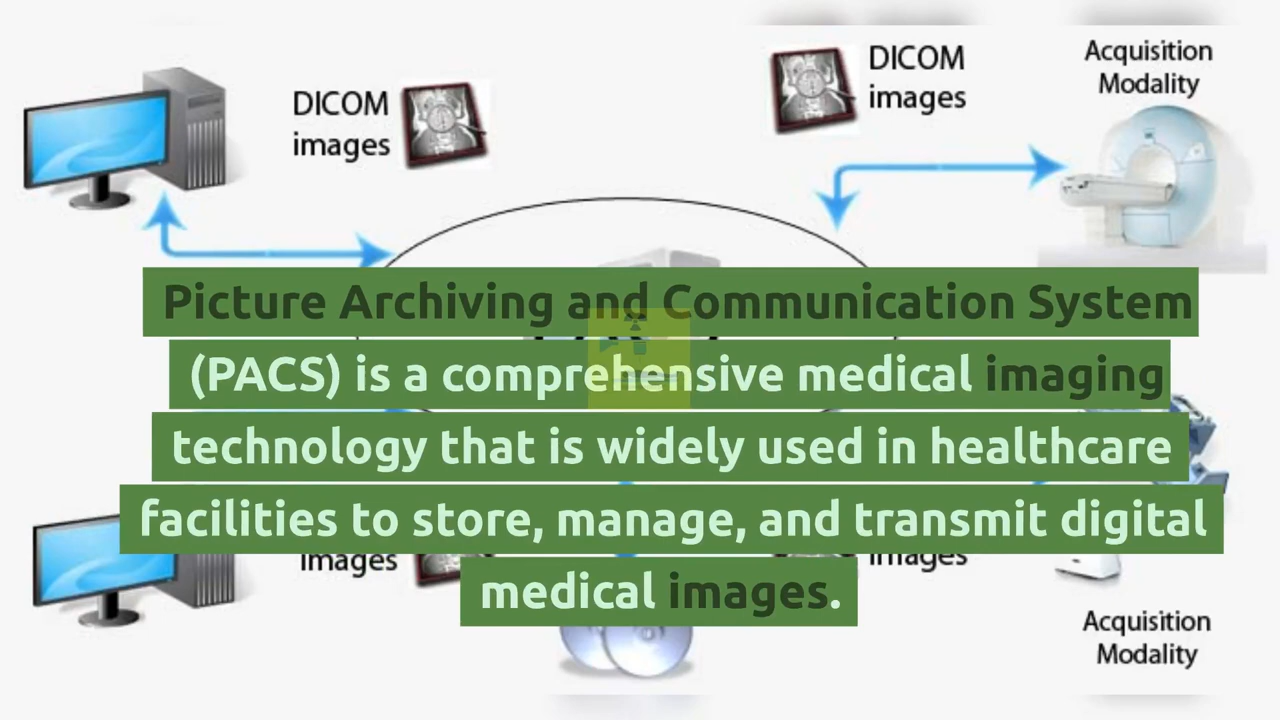 DICOM
images
DICOM
images
Acquisition
Modality
Picture Archiving and Communication System
(PACS) is a comprehensive medical imaging
technology that is widely used in healthcare
facilities to store, manage, and transmit digital
medical images.
images
images
Acquisition
Modality